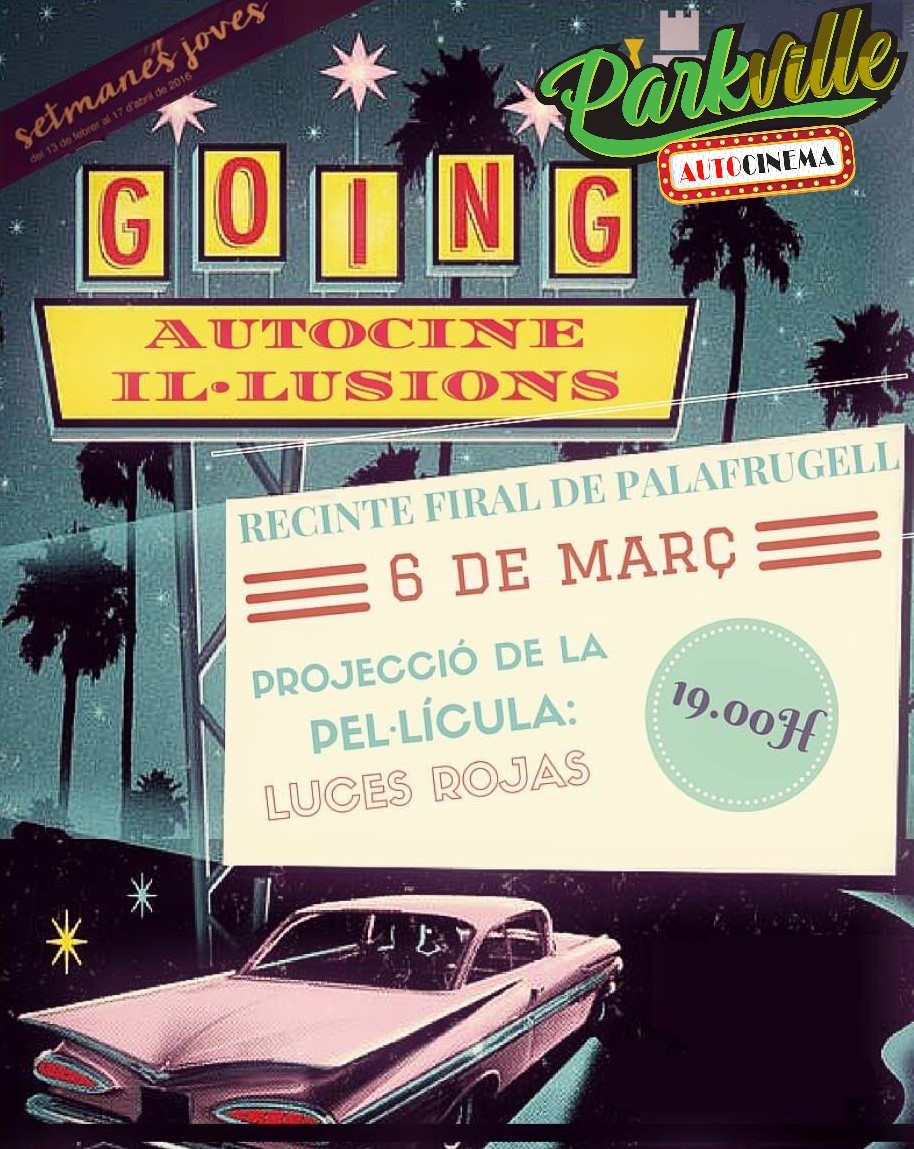 setmanes joves
del 13 de febrer al 17 d'abril de 2016
Parkville
AUTOCINEMA
GOING
AUTOCINE
IL·LUSIONS
RECINTE FIRAL DE PALAFRUGELL
6 DE MARÇ
PROJECCIÓ DE LA
PEL·LÍCULA:
LUCES ROJAS
19.00H